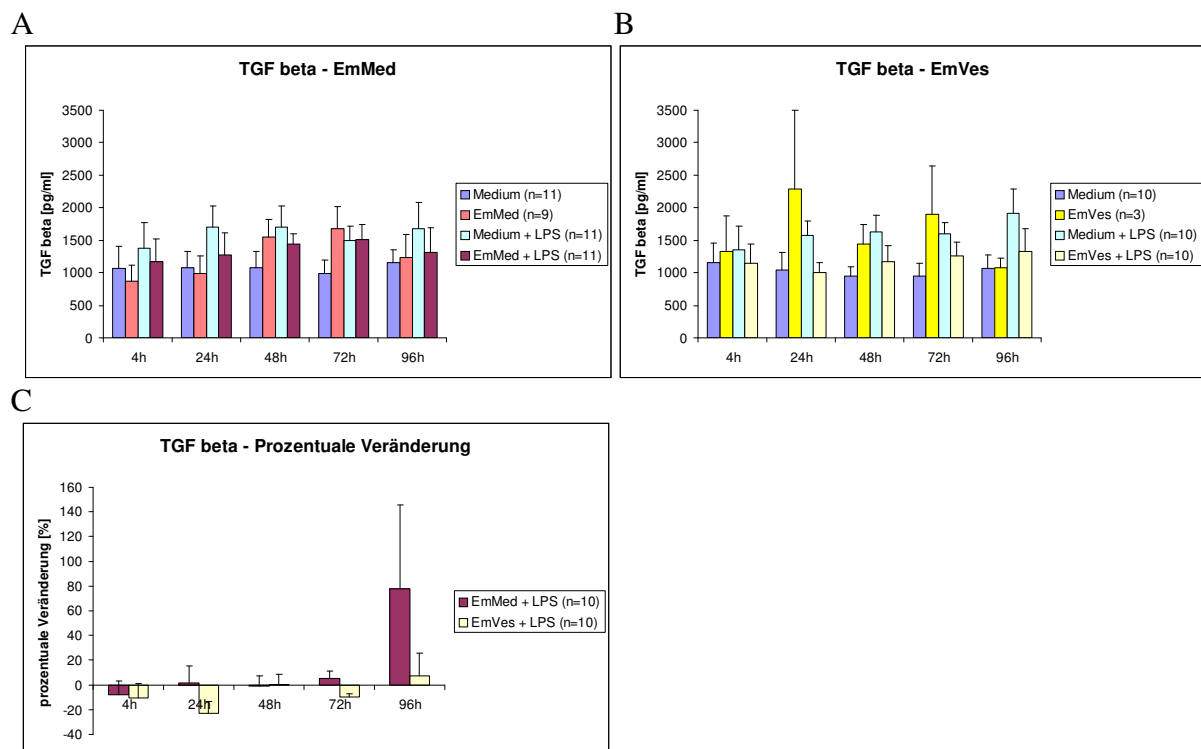 A
TGF beta - EmMed
TGF beta [pg/ml]
3500
3000
2500
2000
1500
1000
500
0
4h 24h 48h 72h 96h
Medium (n=11)
EmMed (n=9)
Medium + LPS (n=11)
EmMed + LPS (n=11)
B
TGF beta - EmVes
TGF beta [pg/ml]
3500
3000
2500
2000
1500
1000
500
0
4h 24h 48h 72h 96h
Medium (n=10)
EmVes (n=3)
Medium + LPS (n=10)
EmVes + LPS (n=10)
C
TGF beta - Prozentuale Veränderung
prozentuale Veränderung [%]
160
140
120
100
80
60
40
20
0
-20
-40
4h 24h 48h 72h 96h
EmMed + LPS (n=10)
EmVes + LPS (n=10)